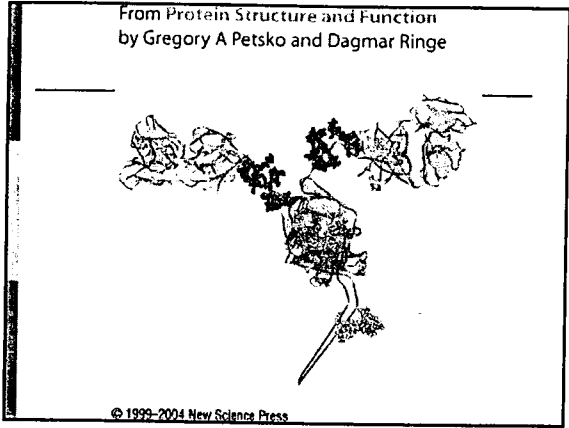 From Protein Structure and Function
by Gregory A Petsko and Dagmar Ringe
© 1999-2004 New Science Press